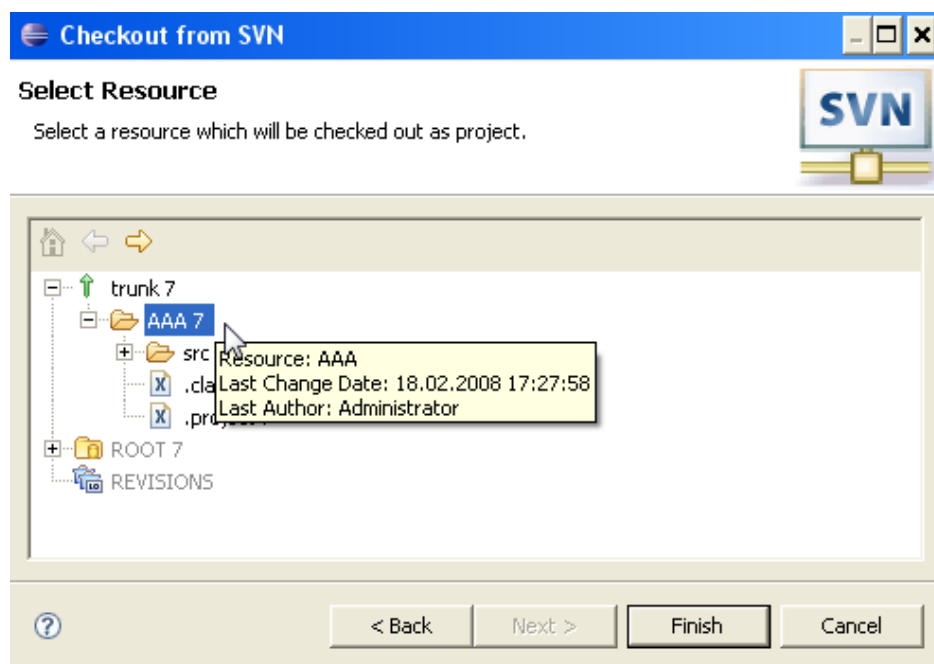 Checkout from SVN
Select Resource
Select a resource which will be checked out as project.
SVN
trunk 7
AAA 7
src
Resource: AAA
.cla
Last Change Date: 18.02.2008 17:27:58
Last Author: Administrator
ROOT 7
REVISIONS
?
< Back
Next >
Finish
Cancel